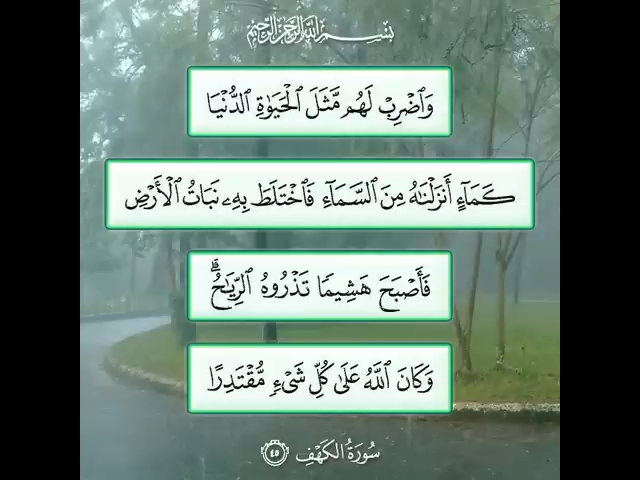 بِسْمِ اللَّهِ الرَّحْمَٰنِ الرَّحِيمِ
وَٱضْرِبْ لَهُم مَّثَلَ ٱلْحَيَوٰةِ ٱلدُّنْيَا
كَمَآءٍ أَنزَلْنَٰهُ مِنَ ٱلسَّمَآءِ فَٱخْتَلَطَ بِهِۦ نَبَاتُ ٱلْأَرْضِ
فَأَصْبَحَ هَشِيمًا تَذْرُوهُ ٱلرِّيَٰحُ ۗ
وَكَانَ ٱللَّهُ عَلَىٰ كُلِّ شَىْءٍ مُّقْتَدِرًا
سُورَةُ الكَهْفِ ٤٥